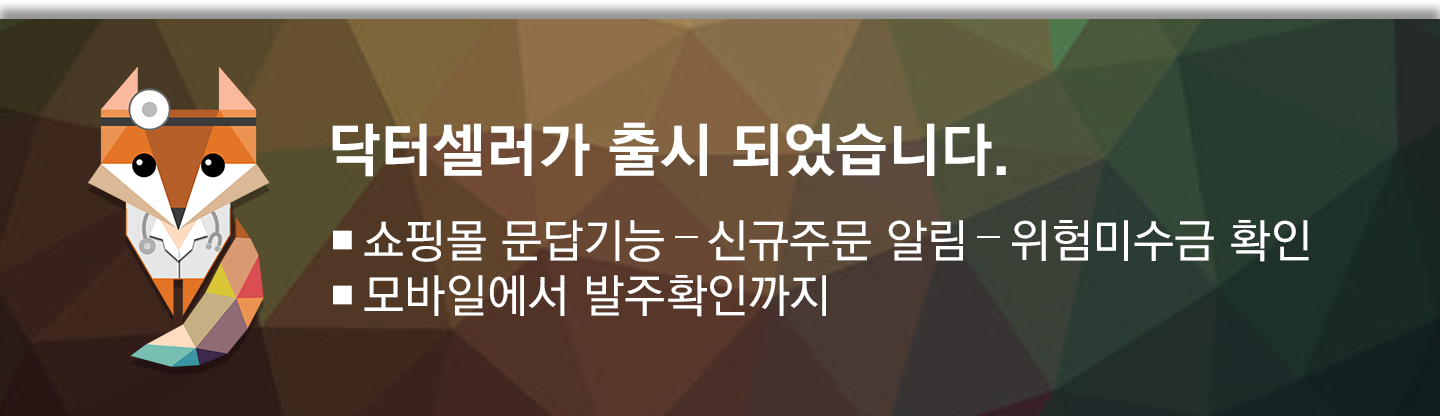 닥터셀러가 출시 되었습니다.
■ 쇼핑몰 문답기능 – 신규주문 알림 – 위험미수금 확인
■ 모바일에서 발주확인까지